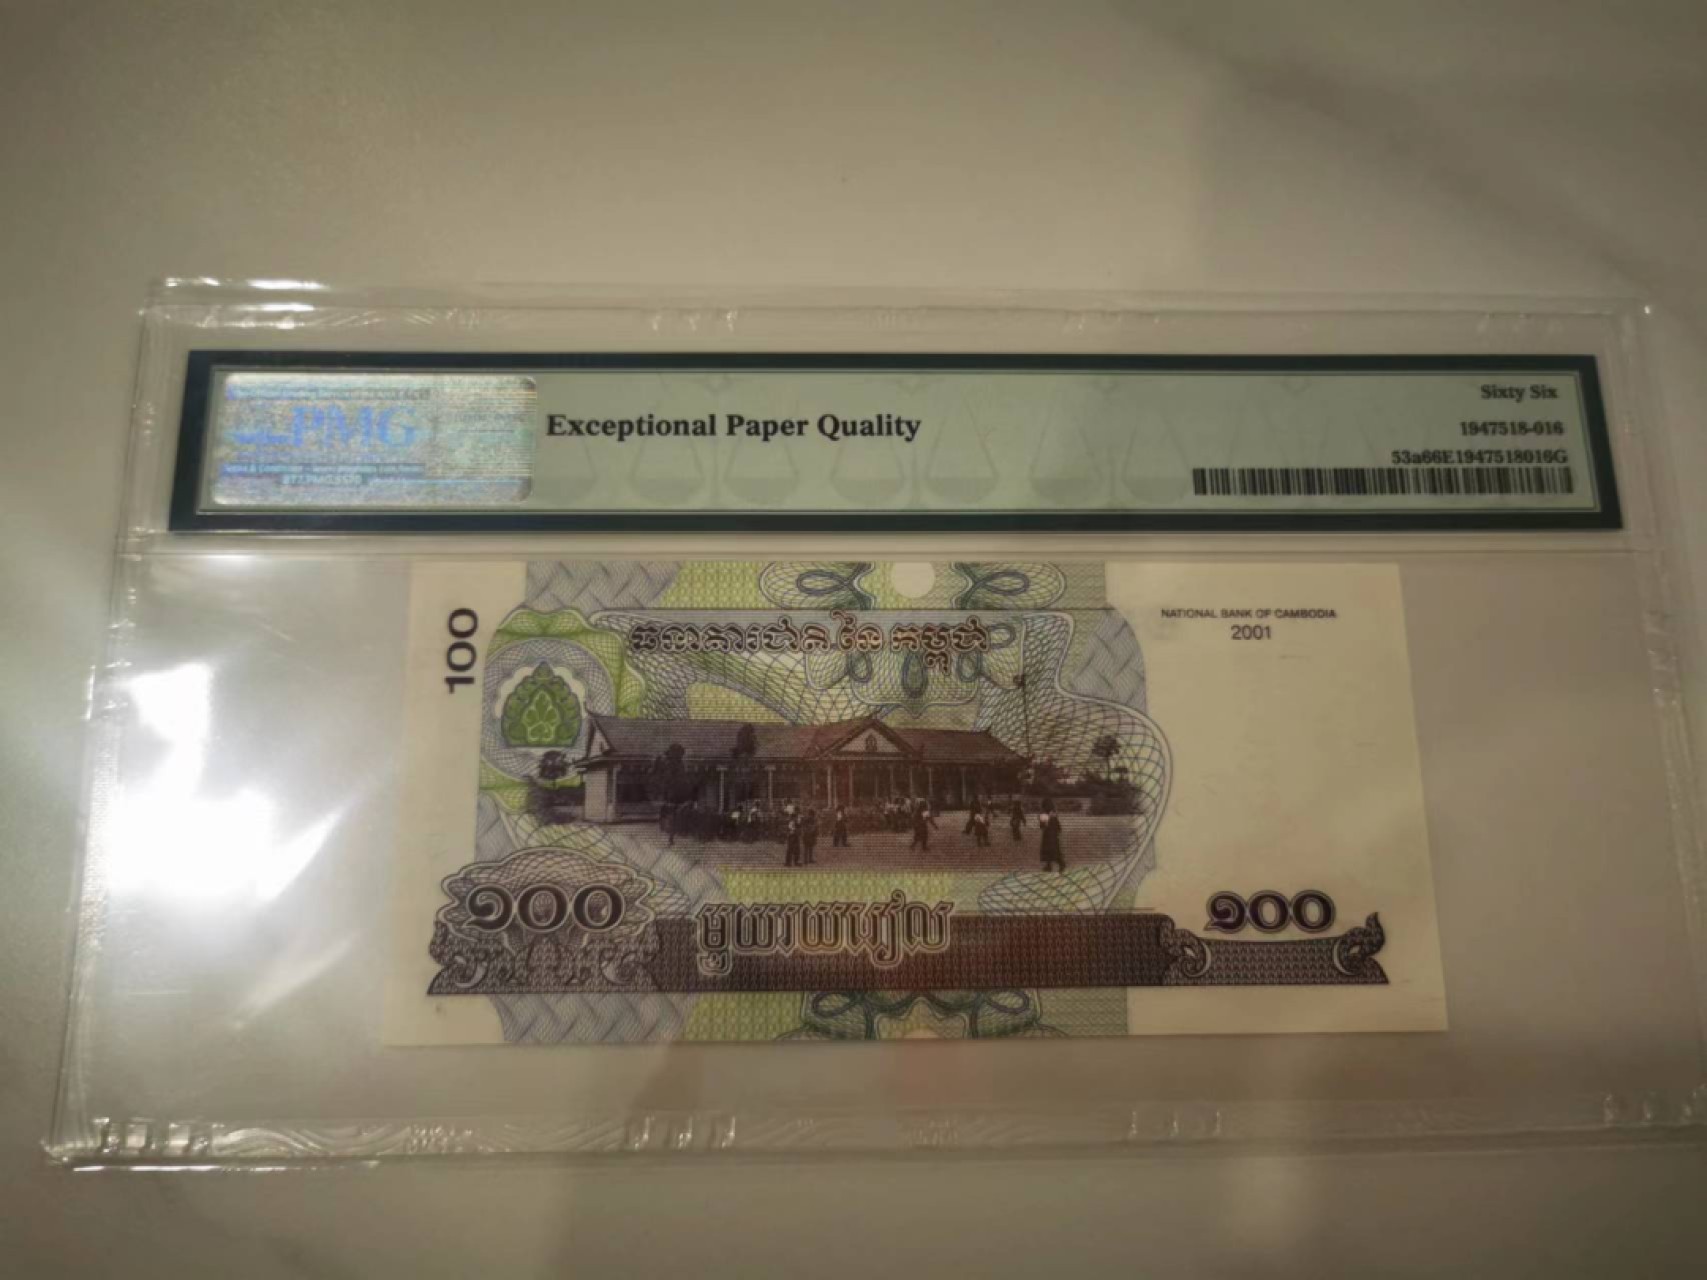 PMG
Exceptional Paper Quality
Sixty Six
1947518-016
53a66E1947518016G
100
ធនាគារជាតិនៃកម្ពុជា
NATIONAL BANK OF CAMBODIA
2001
១០០
មួយរយរៀល
១០០